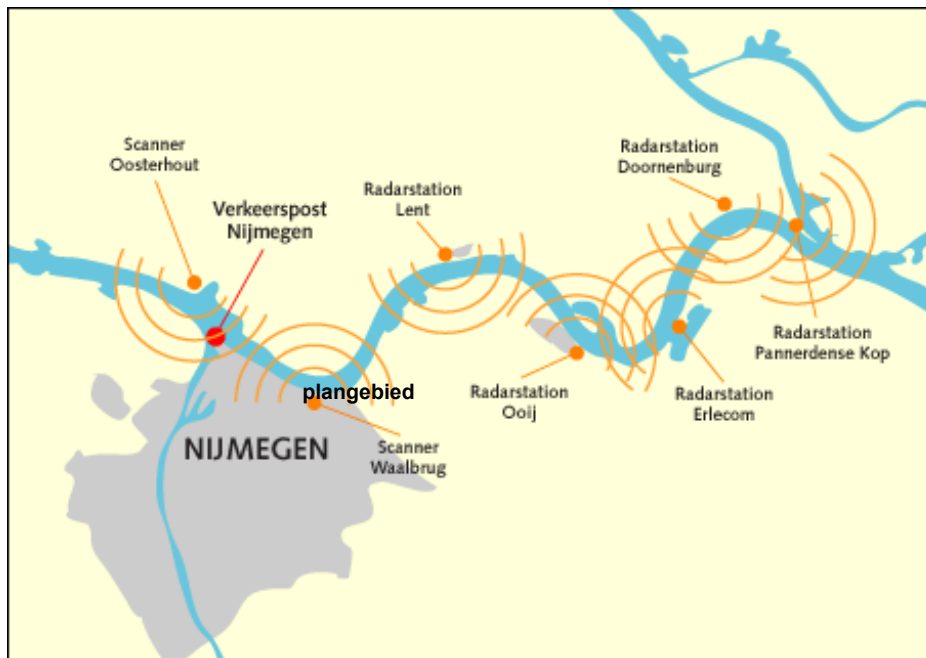 Scanner
Oosterhout
Verkeerspost
Nijmegen
Radarstation
Lent
Radarstation
Doornenburg
Radarstation
Pannerdense Kop
Radarstation
Ooij
Radarstation
Erlecom
plangebied
NIJMEGEN
Scanner
Waalbrug